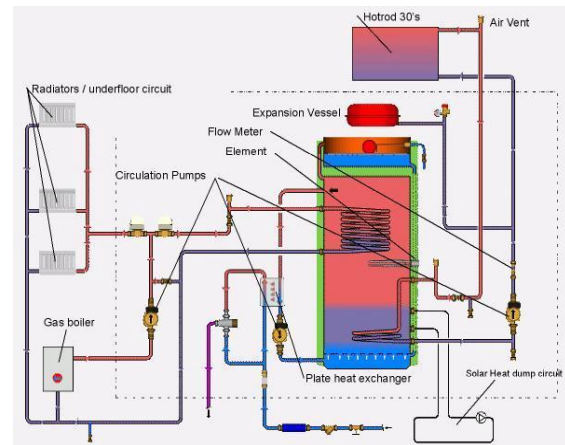 Hotrod 30's
Air Vent
Radiators / underfloor circuit
Expansion Vessel
Flow Meter
Element
Circulation Pumps
Gas boiler
Plate heat exchanger
Solar Heat dump circuit